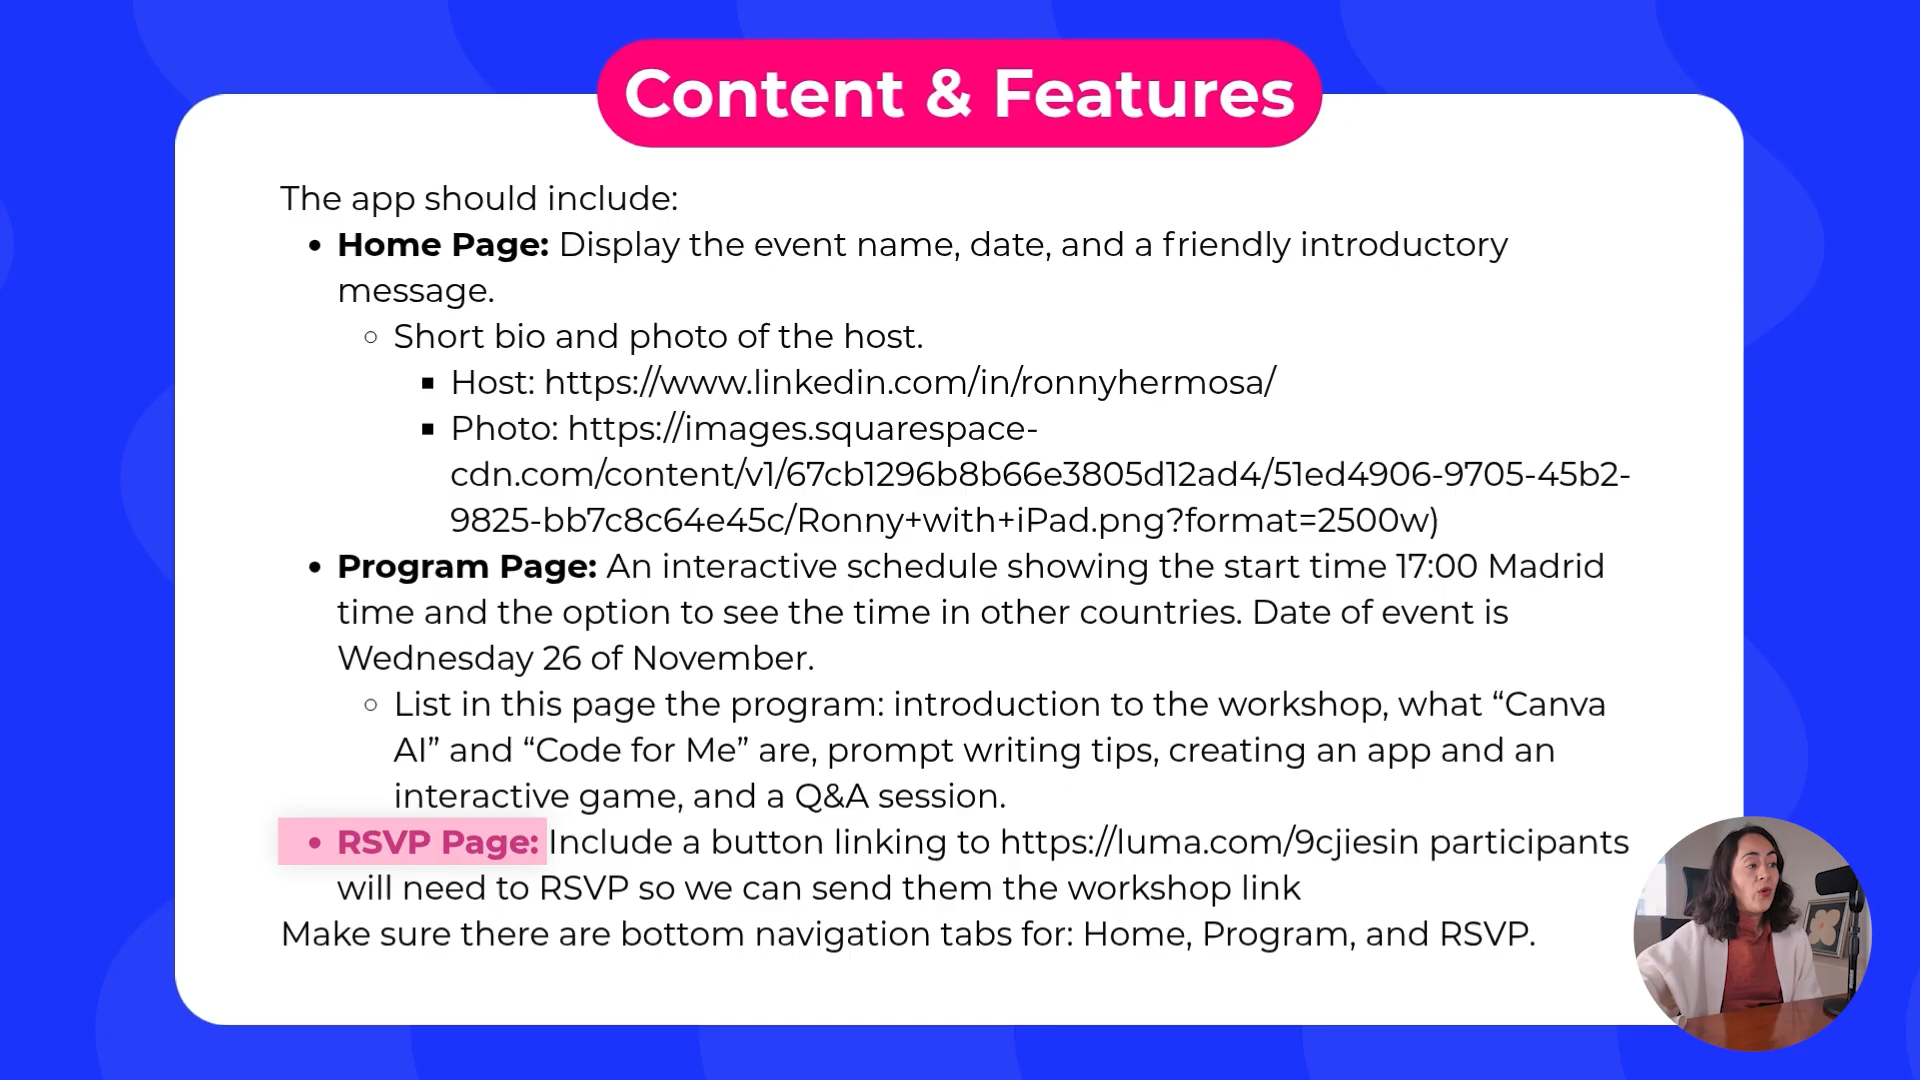 Content & Features
The app should include:
• Home Page: Display the event name, date, and a friendly introductory
message.
○ Short bio and photo of the host.
▪ Host: https://www.linkedin.com/in/ronnyhermosa/
▪ Photo: https://images.squarespace-
cdn.com/content/v1/67cb1296b8b66e3805d12ad4/51ed4906-9705-45b2-
9825-bb7c8c64e45c/Ronny+with+iPad.png?format=2500w)
• Program Page: An interactive schedule showing the start time 17:00 Madrid
time and the option to see the time in other countries. Date of event is
Wednesday 26 of November.
○ List in this page the program: introduction to the workshop, what “Canva
AI” and “Code for Me” are, prompt writing tips, creating an app and an
interactive game, and a Q&A session.
• RSVP Page: Include a button linking to https://luma.com/9cjiesin participants
will need to RSVP so we can send them the workshop link
Make sure there are bottom navigation tabs for: Home, Program, and RSVP.